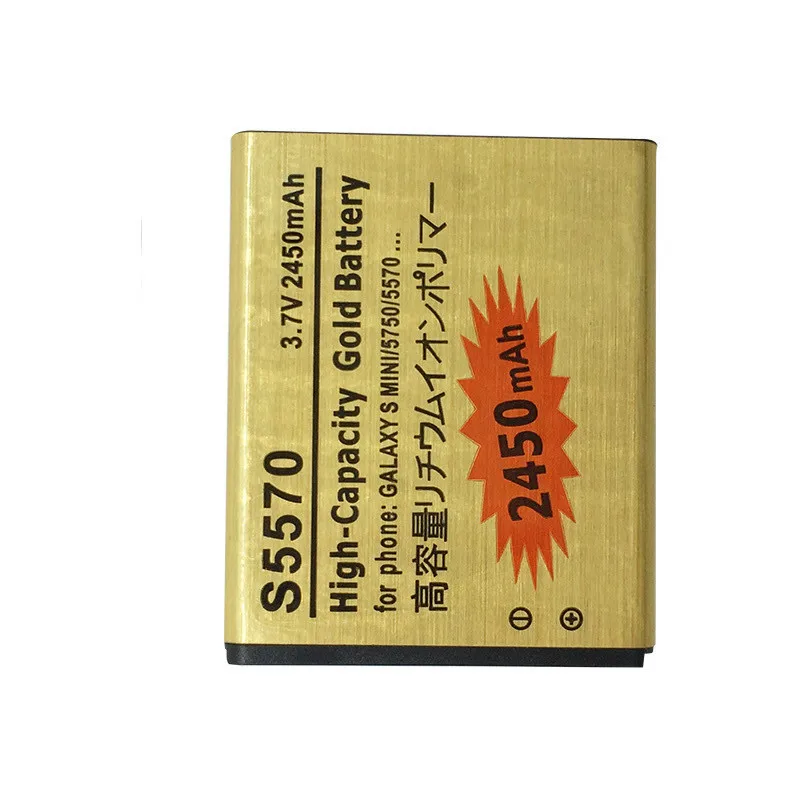 S5570
3.7V 2450mAh
High-Capacity Gold Battery
for phone: GALAXY S MINI/5750/5570 ...
高容量リチウムイオンポリマー
2450mAh